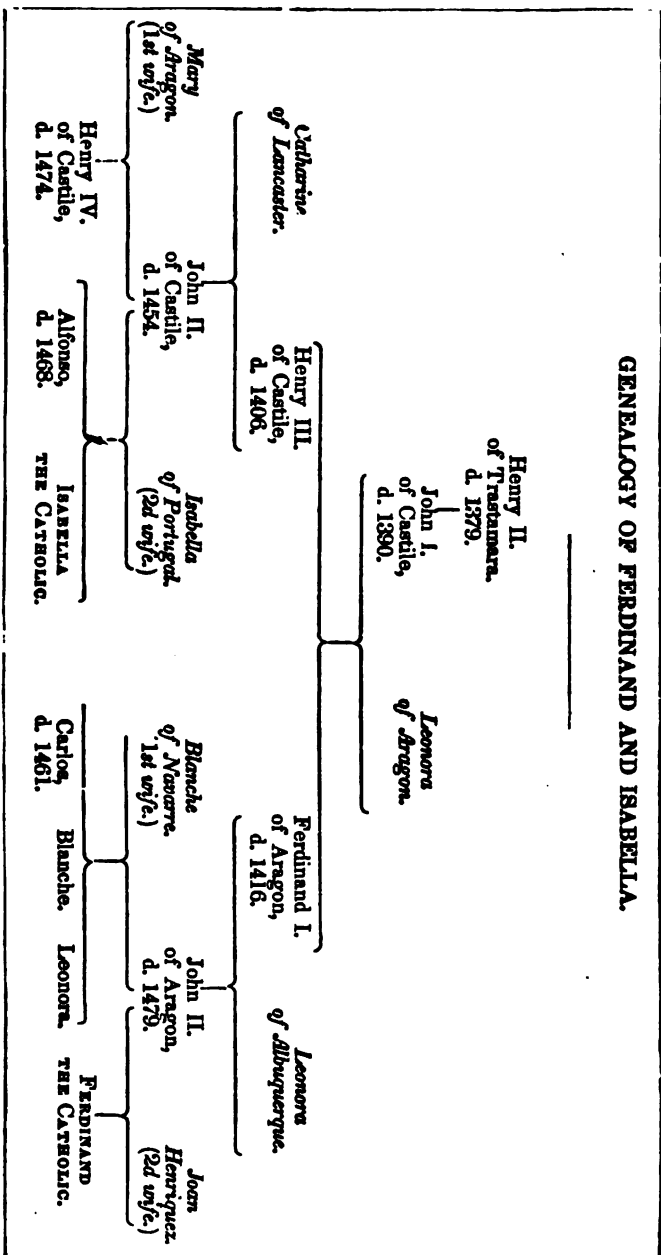 GENEALOGY OF FERDINAND AND ISABELLA.
Henry II.
of Trastamara.
d. 1379.
John I.
of Castile,
d. 1390.
Leonora
of Aragon.
Catharine
of Lancaster.
Henry III.
of Castile,
d. 1406.
Ferdinand I.
of Aragon,
d. 1416.
Leonora
of Albuquerque.
Mary
of Aragon.
(1st wife.)
John II.
of Castile,
d. 1454.
Isabella
of Portugal.
(2d wife.)
Blanche
of Navarre.
1st wife.)
John II.
of Aragon,
d. 1479.
Joan
Henriquez.
(2d wife.)
Henry IV.
of Castile,
d. 1474.
Alfonso,
d. 1468.
ISABELLA
THE CATHOLIC.
Carlos,
d. 1461.
Blanche.
Leonora.
FERDINAND
THE CATHOLIC.